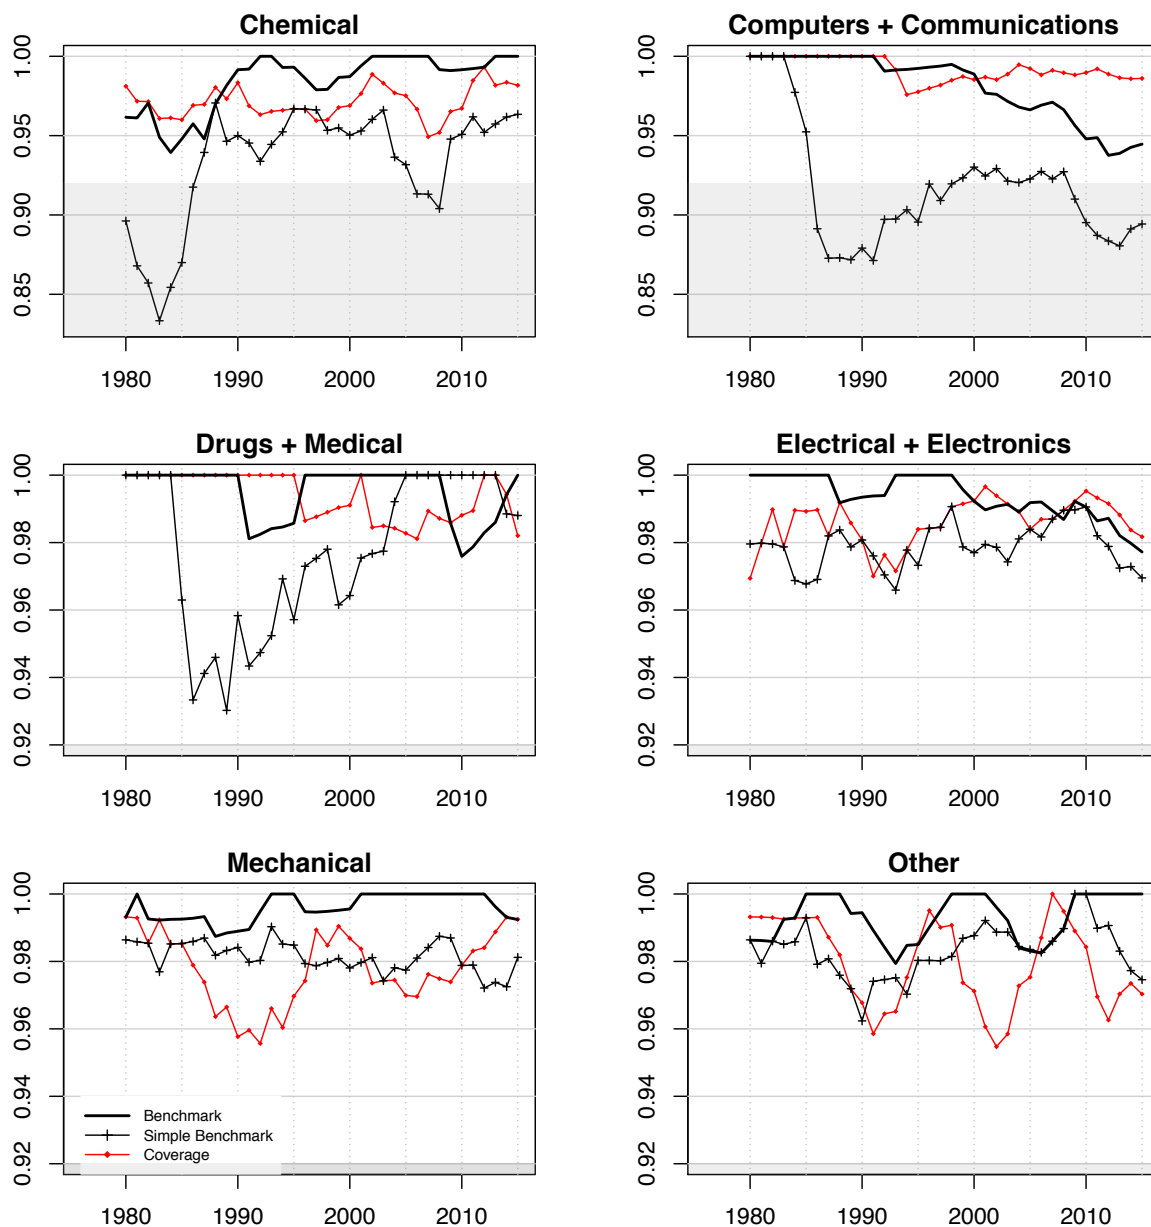 Chemical
1.00
0.95
0.90
0.85
1980 1990 2000 2010
Computers + Communications
1.00
0.95
0.90
0.85
1980 1990 2000 2010
Drugs + Medical
1.00
0.98
0.96
0.94
0.92
1980 1990 2000 2010
Electrical + Electronics
1.00
0.98
0.96
0.94
0.92
1980 1990 2000 2010
Mechanical
1.00
0.98
0.96
0.94
0.92
Benchmark
Simple Benchmark
Coverage
1980 1990 2000 2010
Other
1.00
0.98
0.96
0.94
0.92
1980 1990 2000 2010